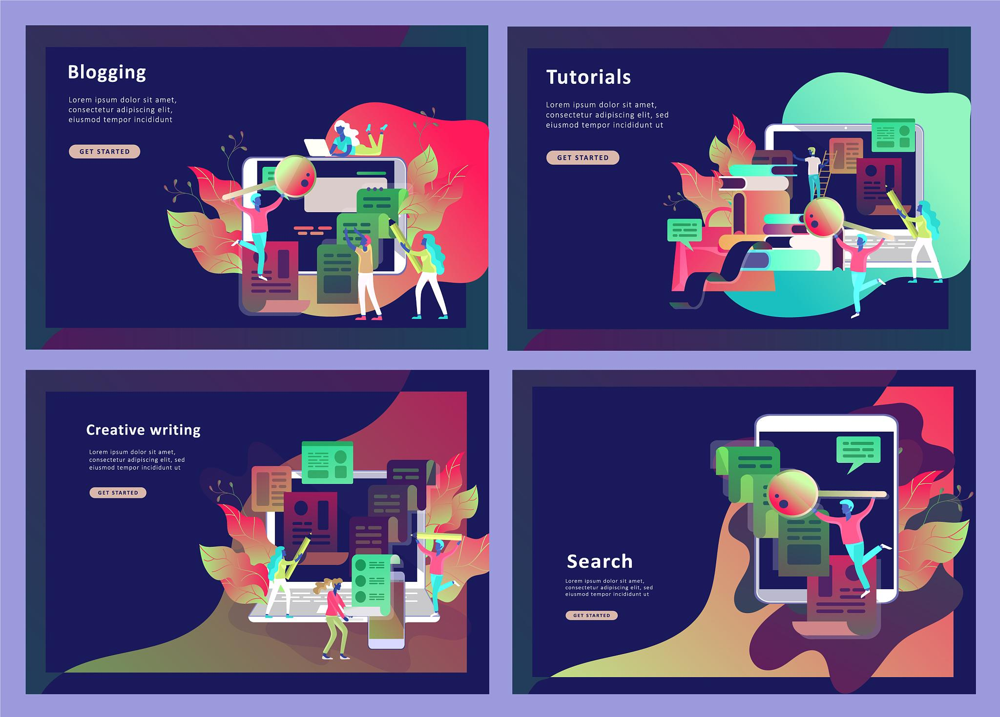 Blogging
Lorem ipsum dolor sit amet,
consectetur adipiscing elit,
eiusmod tempor incididunt
GET STARTED
Tutorials
Lorem ipsum dolor sit amet,
consectetur adipiscing elit, sed
eiusmod tempor incididunt ut
GET STARTED
Creative writing
Lorem ipsum dolor sit amet,
consectetur adipiscing elit, sed
eiusmod tempor incididunt ut
GET STARTED
Search
Lorem ipsum dolor sit amet,
consectetur adipiscing elit, sed
eiusmod tempor incididunt ut
GET STARTED